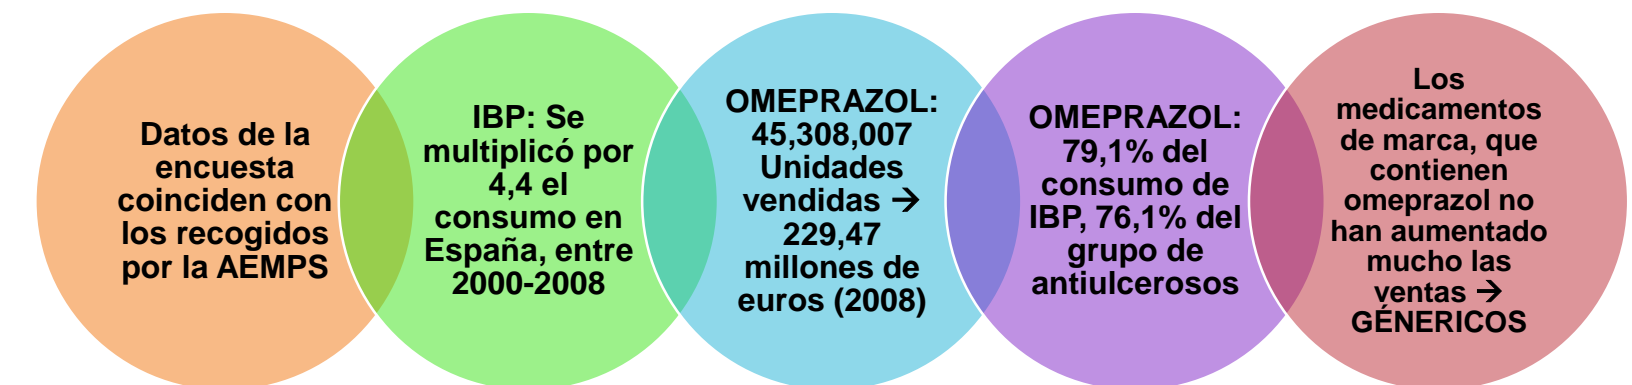 Datos de la
encuesta
coinciden con
los recogidos
por la AEMPS
IBP: Se
multiplicó por
4,4 el
consumo en
España, entre
2000-2008
OMEPRAZOL:
45,308,007
Unidades
vendidas →
229,47
millones de
euros (2008)
OMEPRAZOL:
79,1% del
consumo de
IBP, 76,1% del
grupo de
antiulcerosos
Los
medicamentos
de marca, que
contienen
omeprazol no
han aumentado
mucho las
ventas →
GÉNERICOS